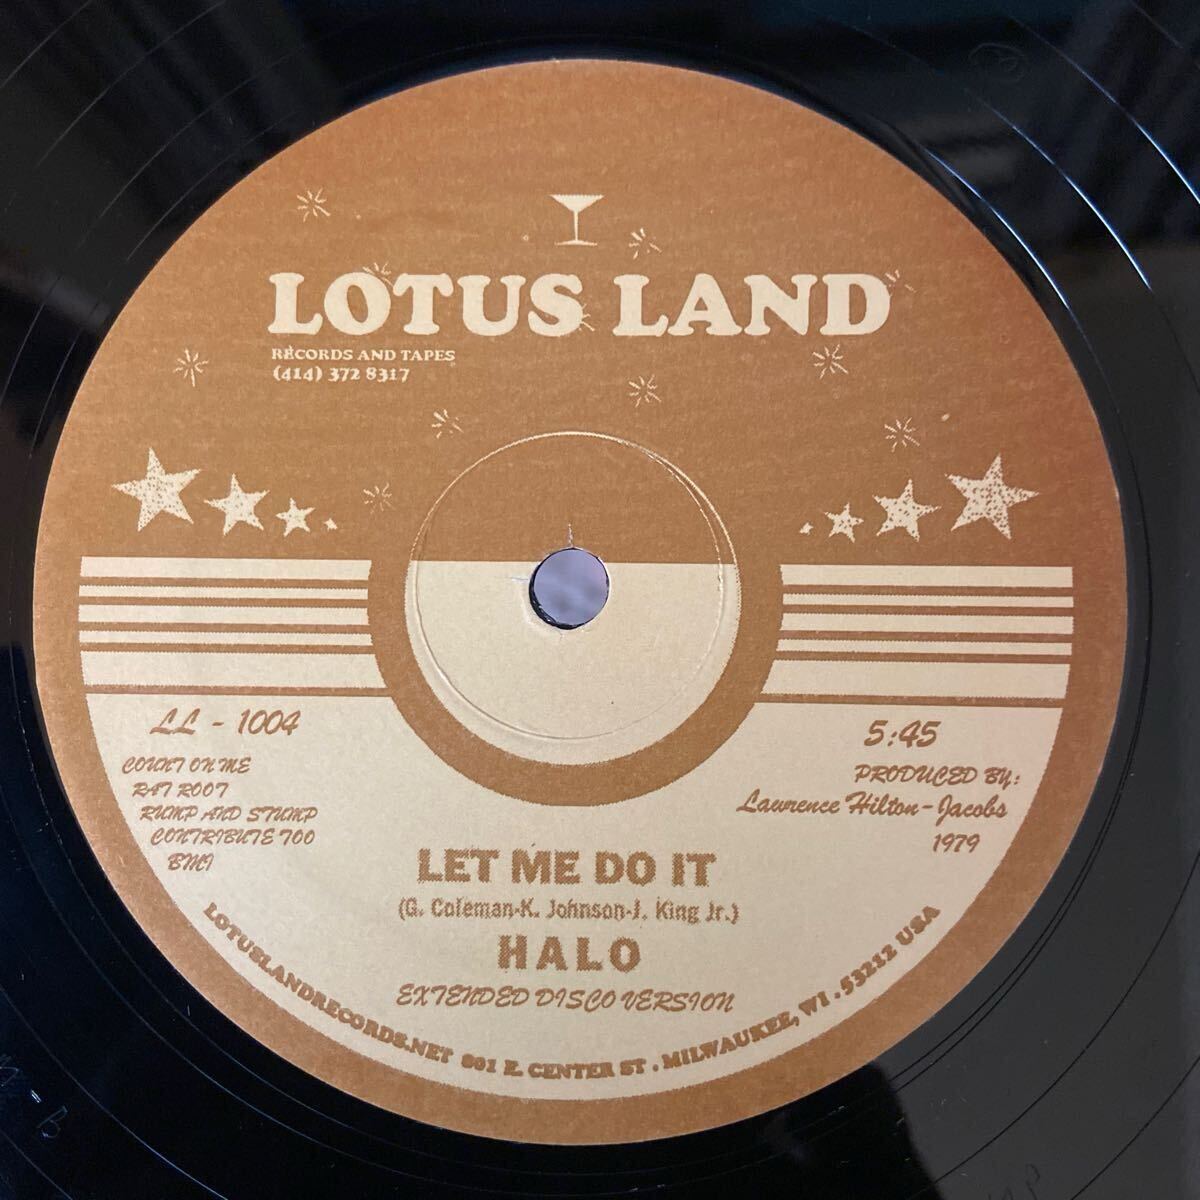 LOTUS LAND
RECORDS AND TAPES
(414) 372 8317
LL - 1004
COUNT ON ME
RAT ROOT
RUMP AND STUMP
CONTRIBUTE TOO
BMI
5:45
PRODUCED BY:
Lawrence Hilton-Jacobs
1979
LET ME DO IT
(G. Coleman-K. Johnson-J. King Jr.)
HALO
EXTENDED DISCO VERSION
LOTUSLANDRECORDS.NET 801 E. CENTER ST . MILWAUKEE, WI . 53212 USA